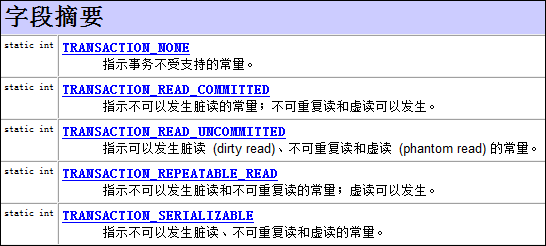 字段摘要
static int TRANSACTION_NONE
指示事务不受支持的常量。
static int TRANSACTION_READ_COMMITTED
指示不可以发生脏读的常量；不可重复读和虚读可以发生。
static int TRANSACTION_READ_UNCOMMITTED
指示可以发生脏读 (dirty read)、不可重复读和虚读 (phantom read) 的常量。
static int TRANSACTION_REPEATABLE_READ
指示不可以发生脏读和不可重复读的常量；虚读可以发生。
static int TRANSACTION_SERIALIZABLE
指示不可以发生脏读、不可重复读和虚读的常量。